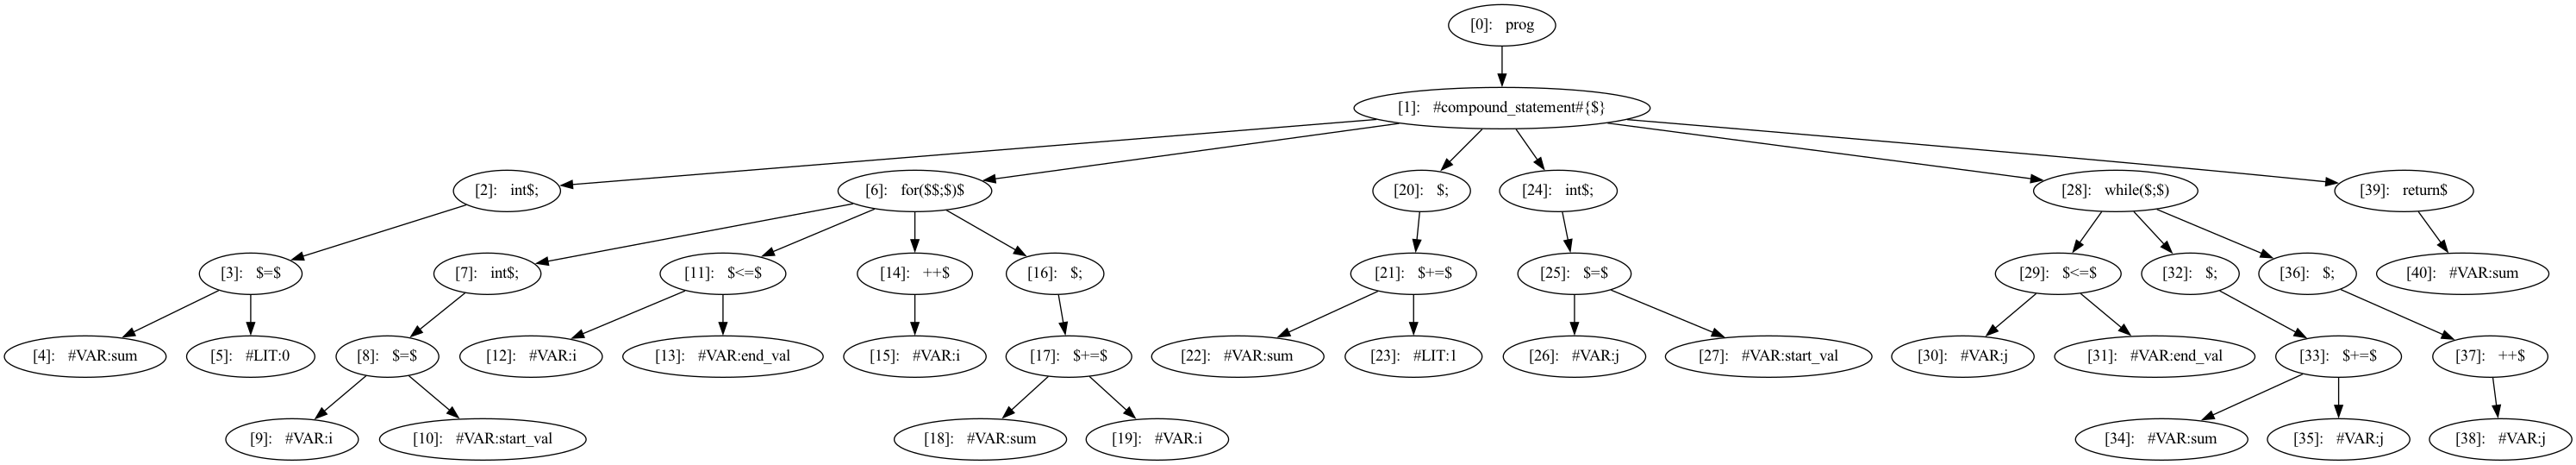 [0]: prog
[1]: #compound_statement#{$}
[2]: int$;
[6]: for($$;$)$
[20]: $;
[24]: int$;
[28]: while($;$)
[39]: return$
[3]: $=$
[7]: int$;
[11]: $<=$
[14]: ++$
[16]: $;
[21]: $+=$
[25]: $=$
[29]: $<=$
[32]: $;
[36]: $;
[40]: #VAR:sum
[4]: #VAR:sum
[5]: #LIT:0
[8]: $=$
[12]: #VAR:i
[13]: #VAR:end_val
[15]: #VAR:i
[17]: $+=$
[22]: #VAR:sum
[23]: #LIT:1
[26]: #VAR:j
[27]: #VAR:start_val
[30]: #VAR:j
[31]: #VAR:end_val
[33]: $+=$
[37]: ++$
[9]: #VAR:i
[10]: #VAR:start_val
[18]: #VAR:sum
[19]: #VAR:i
[34]: #VAR:sum
[35]: #VAR:j
[38]: #VAR:j